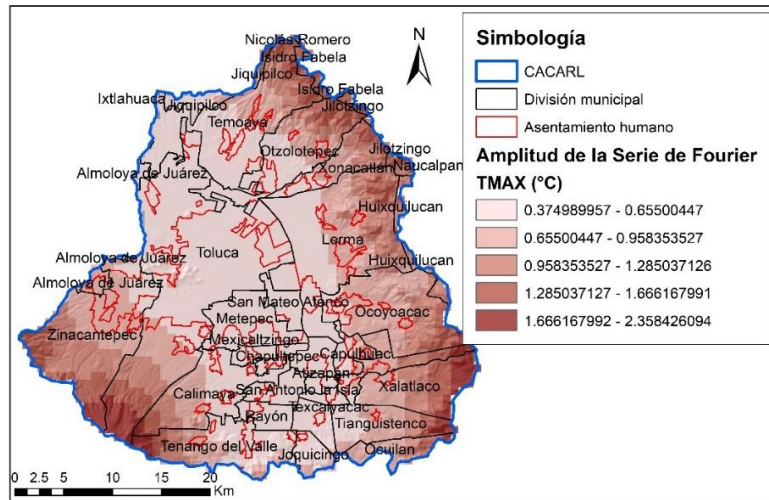 Nicolás Romero
Isidro Fabela
Jiquipilco
Ixtlahuaca
Jiquipilco
Isidro Fabela
Jilotzingo
Temoaya
Otzolotepec
Jilotzingo
Xonacatlán
Naucalpan
Almoloya de Juárez
Huixquilucan
Lerma
Toluca
Almoloya de Juárez
Huixquilucan
Almoloya de Juárez
San Mateo Atenco
Ocoyoacac
Metepec
Zinacantepec
Mexicaltzingo
Chapultepec
Capulhuac
Atizapán
Xalatlaco
Calimaya
San Antonio la Isla
Texcalyacac
Rayón
Tianguistenco
Tenango del Valle
Joquicingo
Ocuilan
N
0 2.5 5 10 15 20
Km
Simbología
CACARL
División municipal
Asentamiento humano
Amplitud de la Serie de Fourier
TMAX (°C)
0.374989957 - 0.65500447
0.65500447 - 0.958353527
0.958353527 - 1.285037126
1.285037127 - 1.666167991
1.666167992 - 2.358426094